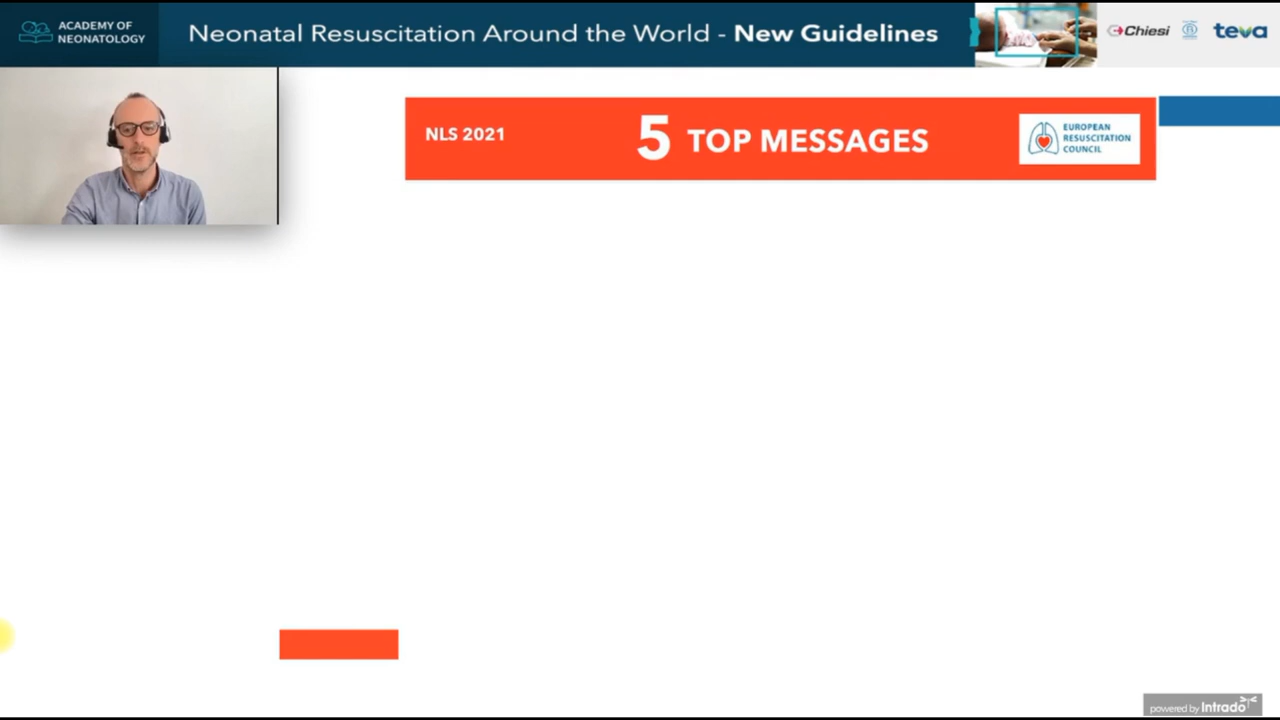 ACADEMY OF
NEONATOLOGY
Neonatal Resuscitation Around the World - New Guidelines
Chiesi
teva
NLS 2021
5 TOP MESSAGES
EUROPEAN
RESUSCITATION
COUNCIL
powered by Intrado